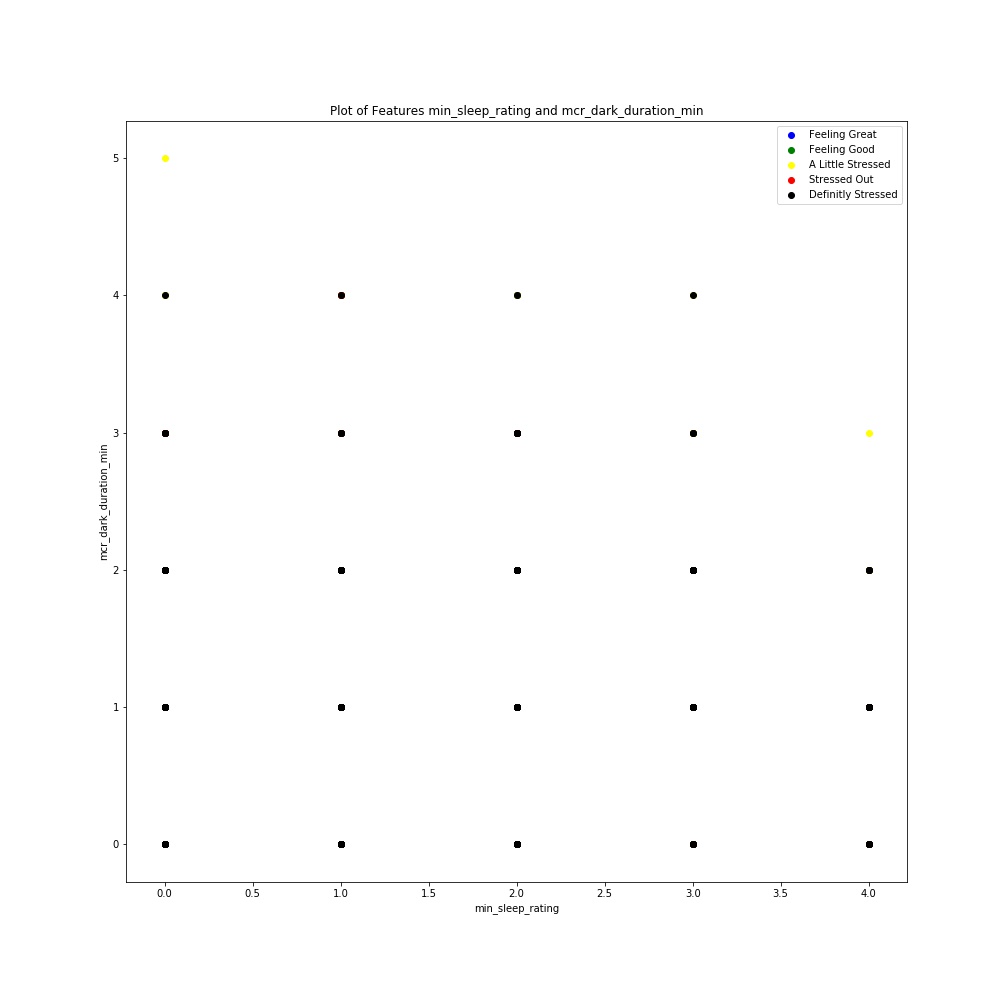 Plot of Features min_sleep_rating and mcr_dark_duration_min
Feeling Great
Feeling Good
A Little Stressed
Stressed Out
Definitly Stressed
5
4
3
2
1
0
mcr_dark_duration_min
0.0 0.5 1.0 1.5 2.0 2.5 3.0 3.5 4.0
min_sleep_rating